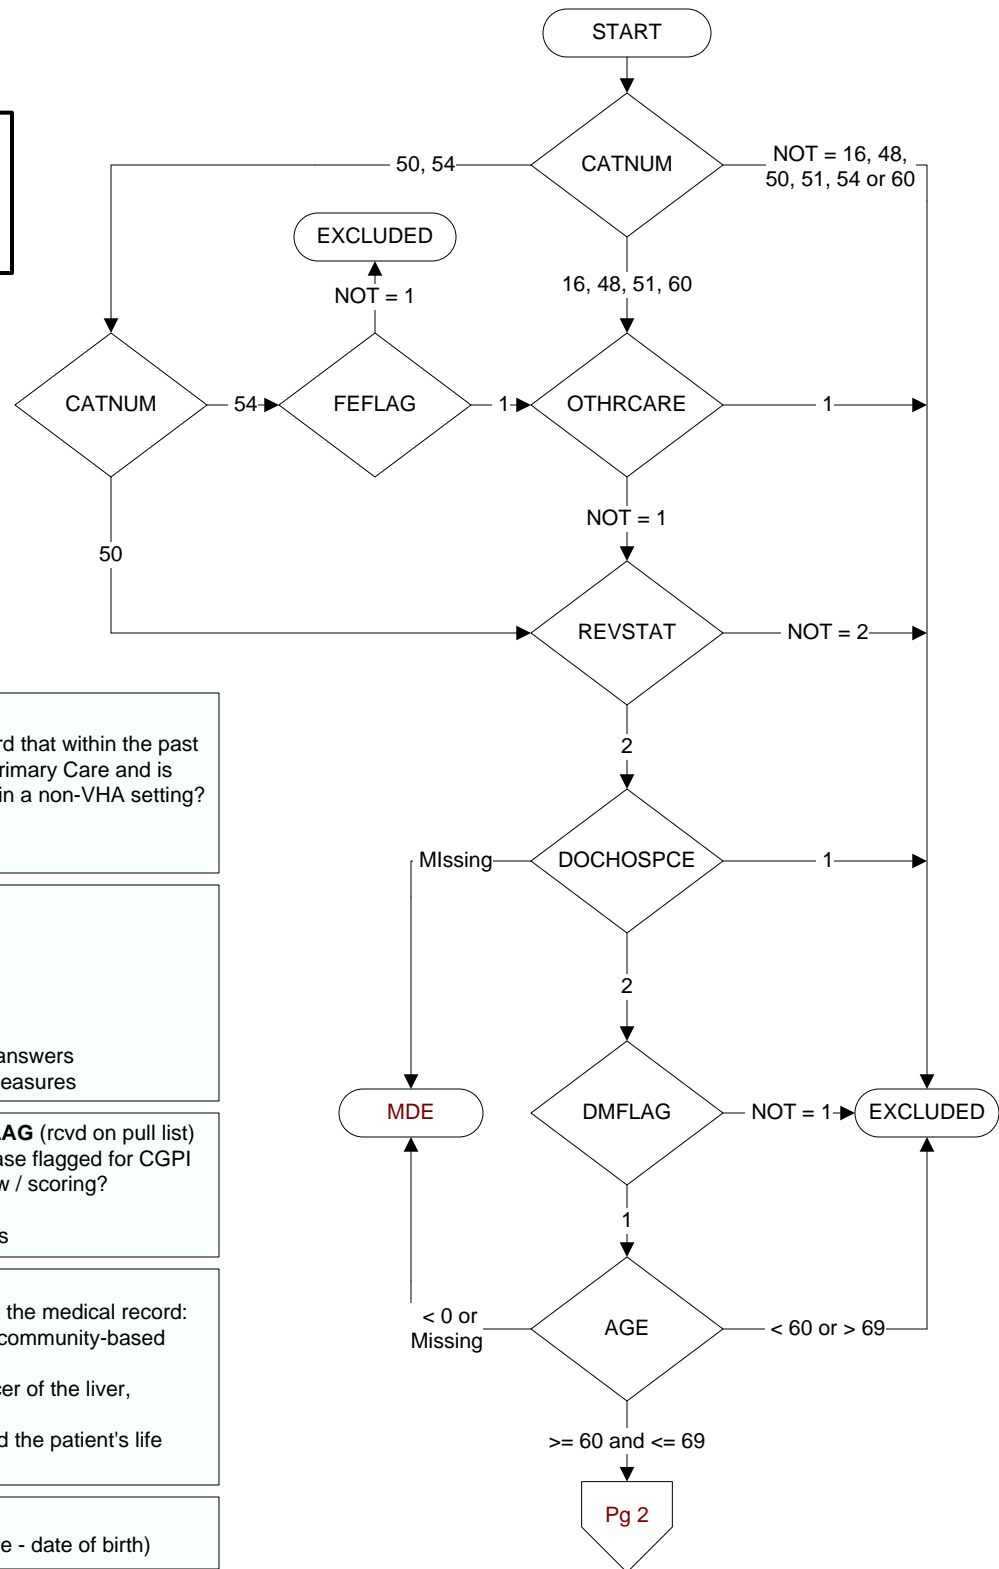 START
CATNUM
50, 54
NOT = 16, 48,
50, 51, 54 or 60
EXCLUDED
NOT = 1
16, 48, 51, 60
CATNUM
54
FEFLAG
1
OTHRCARE
1
NOT = 1
50
REVSTAT
NOT = 2
2
rd that within the past
rimary Care and is
in a non-VHA setting?
MIssing
DOCHOSPCE
1
2
answers
easures
MDE
DMFLAG
NOT = 1
EXCLUDED
LAG (rcvd on pull list)
ase flagged for CGPI
w / scoring?
s
1
the medical record:
community-based
cer of the liver,
d the patient's life
< 0 or
Missing
AGE
< 60 or > 69
>= 60 and <= 69
Pg 2
e - date of birth)